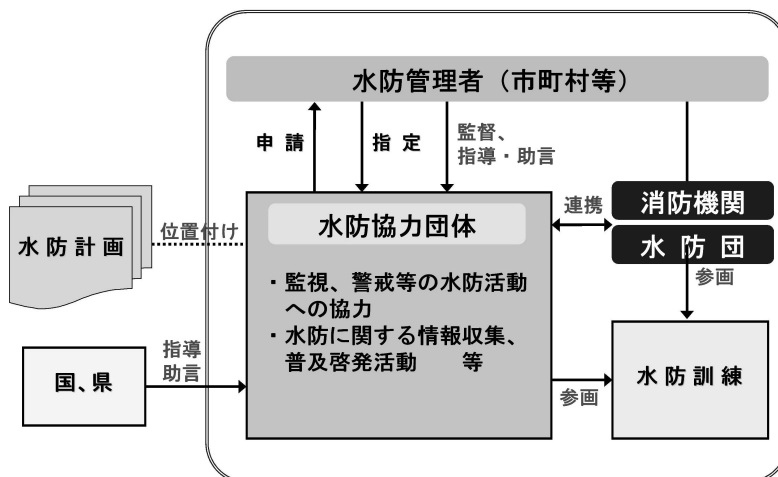 水防管理者（市町村等）
申 請
指 定
監督、
指導・助言
連携
消防機関
水 防 団
水 防 計 画
位置付け
水防協力団体
・監視、警戒等の水防活動
への協力
・水防に関する情報収集、
普及啓発活動　　等
参画
国、県
指導
助言
参画
水 防 訓 練